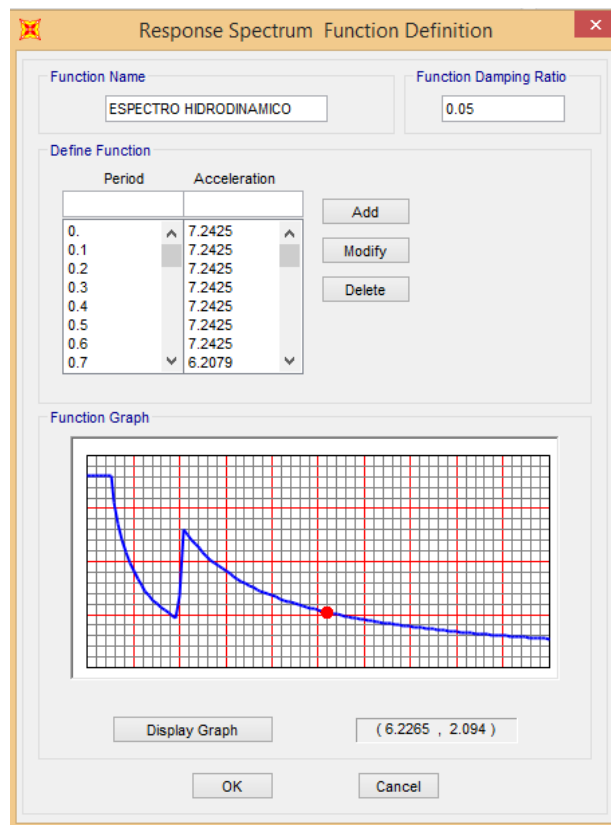 Response Spectrum Function Definition
Function Name
ESPECTRO HIDRODINAMICO
Function Damping Ratio
0.05
Define Function
Period Acceleration
Add
0. 7.2425
0.1 7.2425
Modify
0.2 7.2425
0.3 7.2425
Delete
0.4 7.2425
0.5 7.2425
0.6 7.2425
0.7 6.2079
Function Graph
Display Graph
( 6.2265 , 2.094 )
OK
Cancel